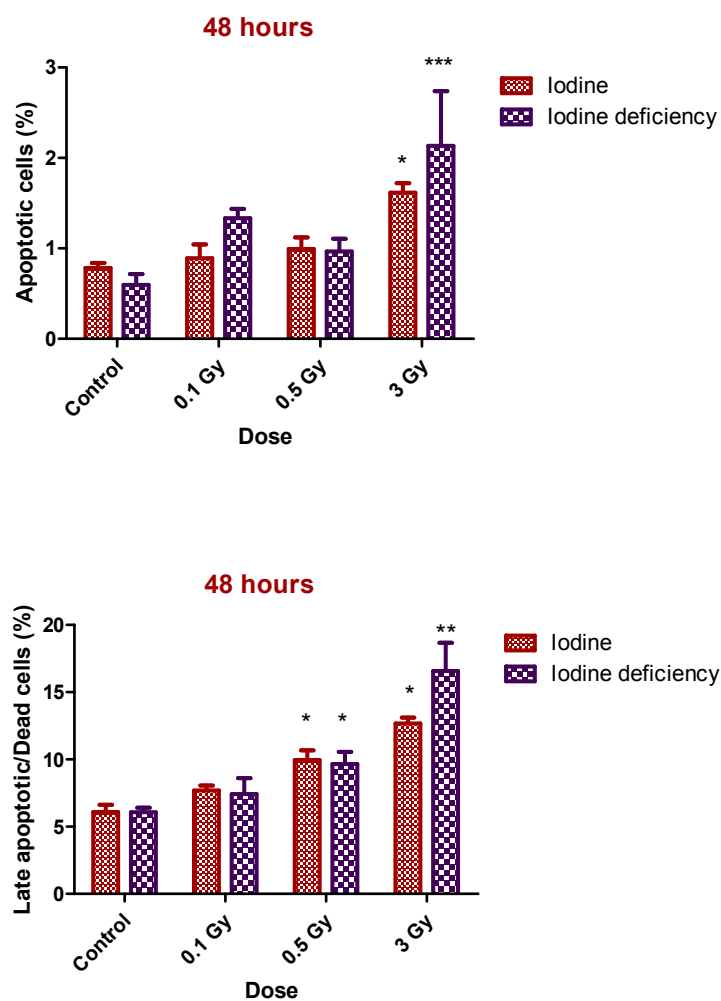 48 hours
Apoptotic cells (%)
3
2
1
0
***
*
Iodine
Iodine deficiency
Control
0.1 Gy
0.5 Gy
3 Gy
Dose
48 hours
Late apoptotic/Dead cells (%)
20
15
10
5
0
* * * **
Iodine
Iodine deficiency
Control
0.1 Gy
0.5 Gy
3 Gy
Dose